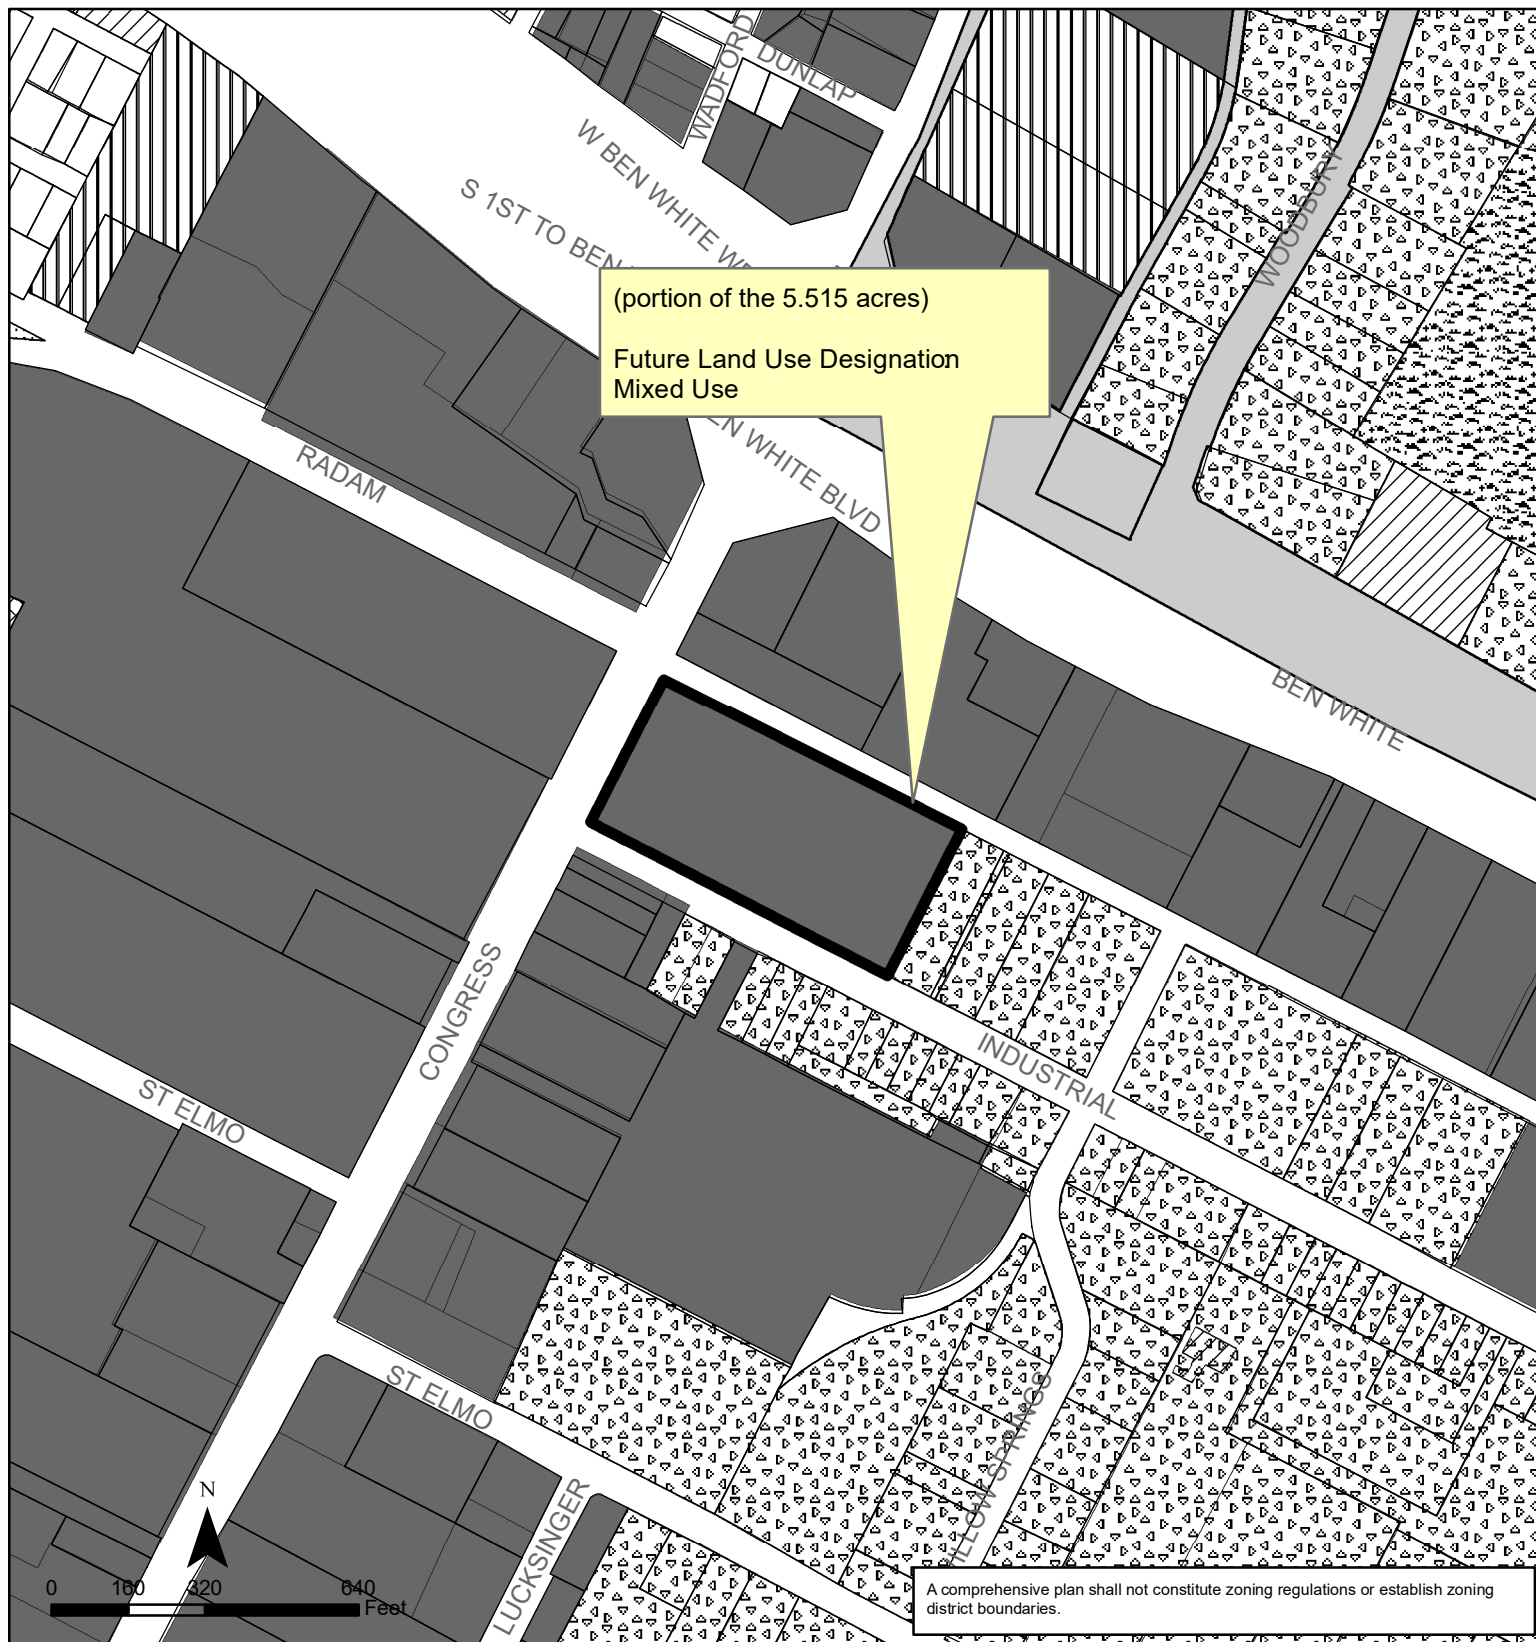 WADFORD
DUNLAP
W BEN WHITE
S 1ST TO BEN
WOODBURY
(portion of the 5.515 acres)
Future Land Use Designation
Mixed Use
EN WHITE BLVD
RADAM
BEN WHITE
CONGRESS
INDUSTRIAL
ST ELMO
ST ELMO
ILLOW SPRINGS
LUCKSINGER
N
0 160 320 640
Feet
A comprehensive plan shall not constitute zoning regulations or establish zoning
district boundaries.